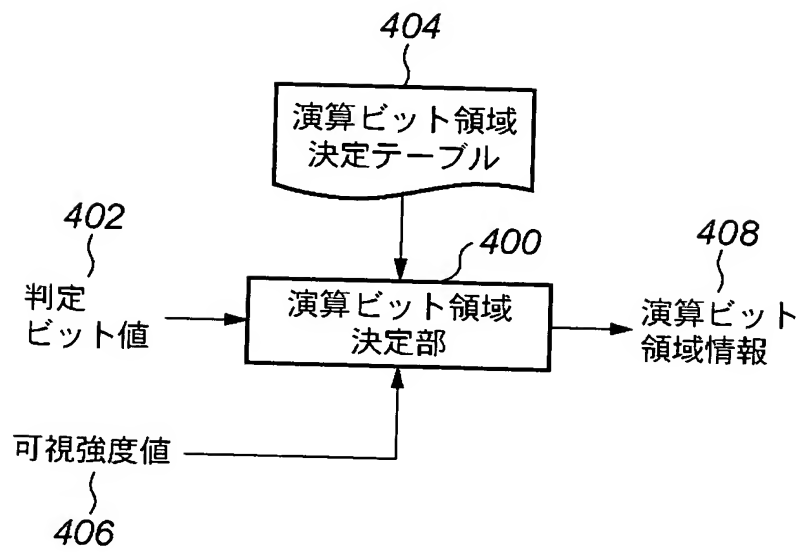 404
演算ビット領域
決定テーブル
402
400
408
判定
ビット値
演算ビット領域
決定部
演算ビット
領域情報
可視強度値
406